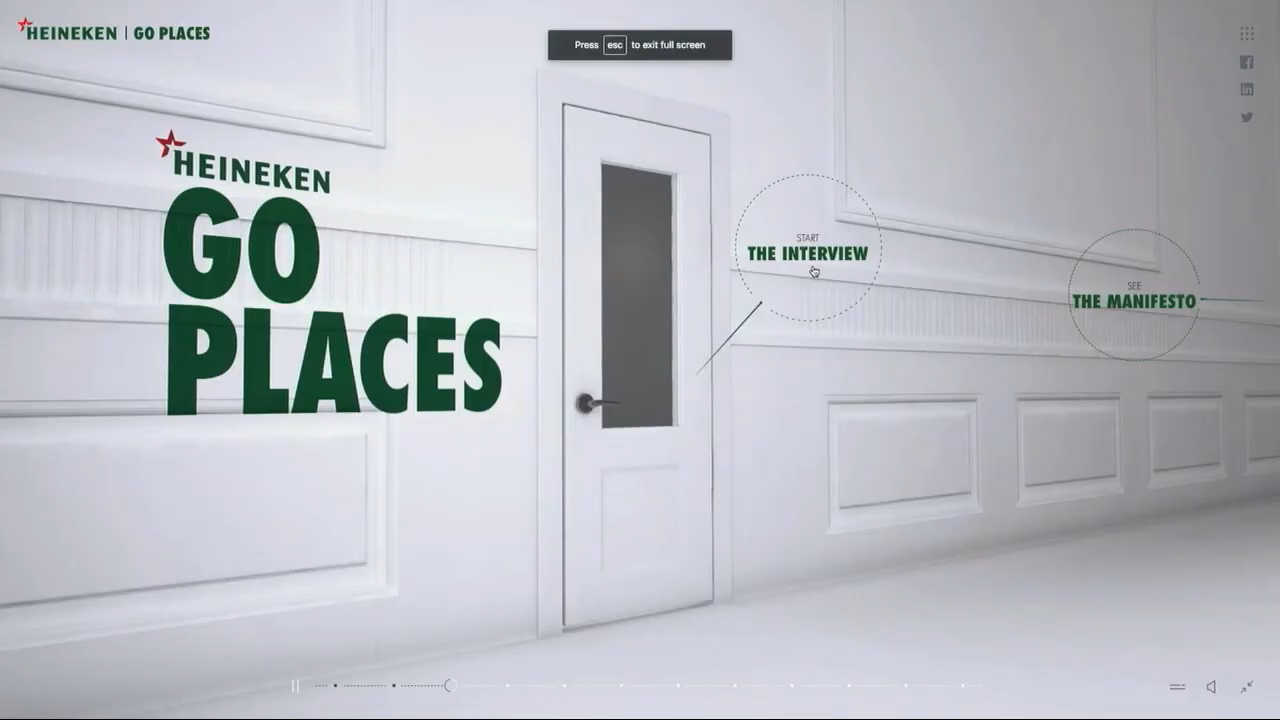 HEINEKEN | GO PLACES
Press esc to exit full screen
HEINEKEN
GO
PLACES
START
THE INTERVIEW
SEE
THE MANIFESTO